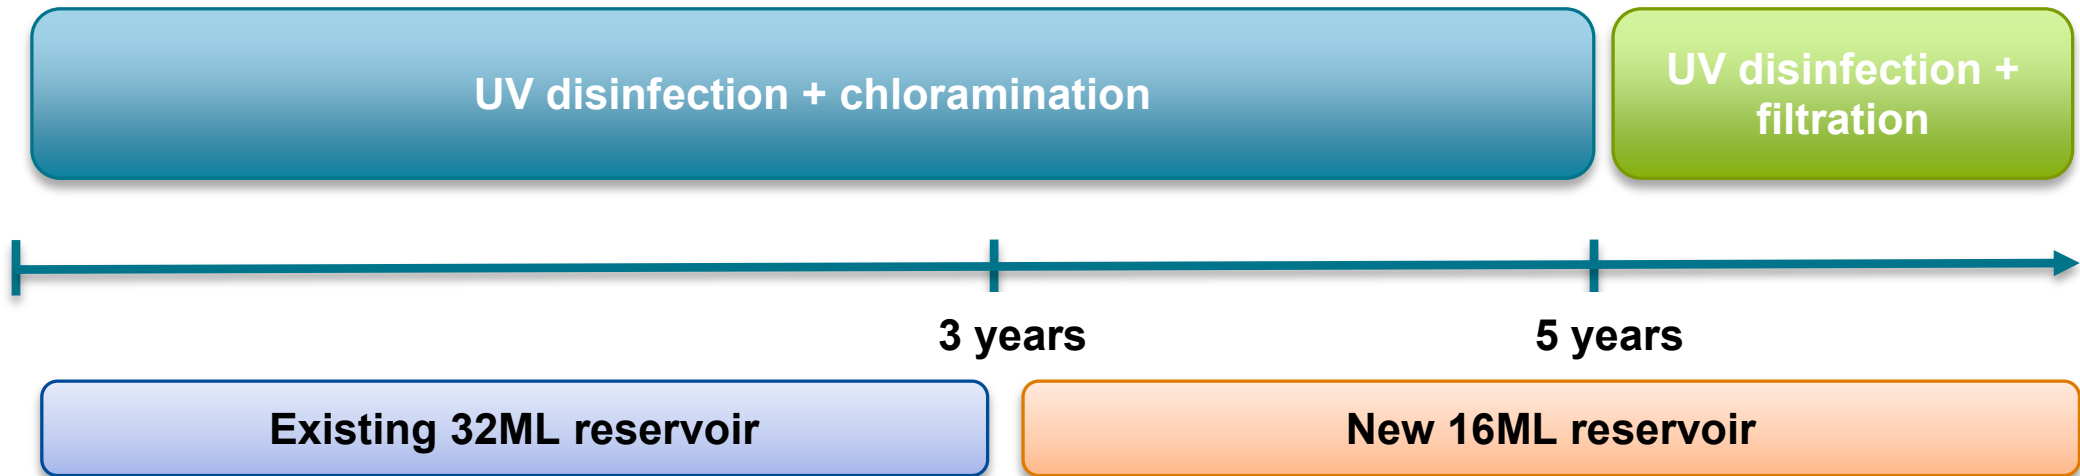 UV disinfection + chloramination
UV disinfection +
filtration
3 years
5 years
Existing 32ML reservoir
New 16ML reservoir